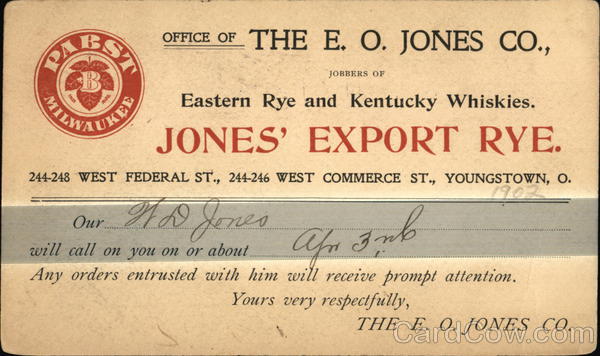 PABST
B
MILWAUKEE
OFFICE OF THE E. O. JONES CO.,
JOBBERS OF
Eastern Rye and Kentucky Whiskies.
JONES' EXPORT RYE.
244-248 WEST FEDERAL ST., 244-246 WEST COMMERCE ST., YOUNGSTOWN, O.
1902
Our W D Jones
will call on you on or about Apr 3rd
Any orders entrusted with him will receive prompt attention.
Yours very respectfully,
THE E. O. JONES CO.
CardCow.com